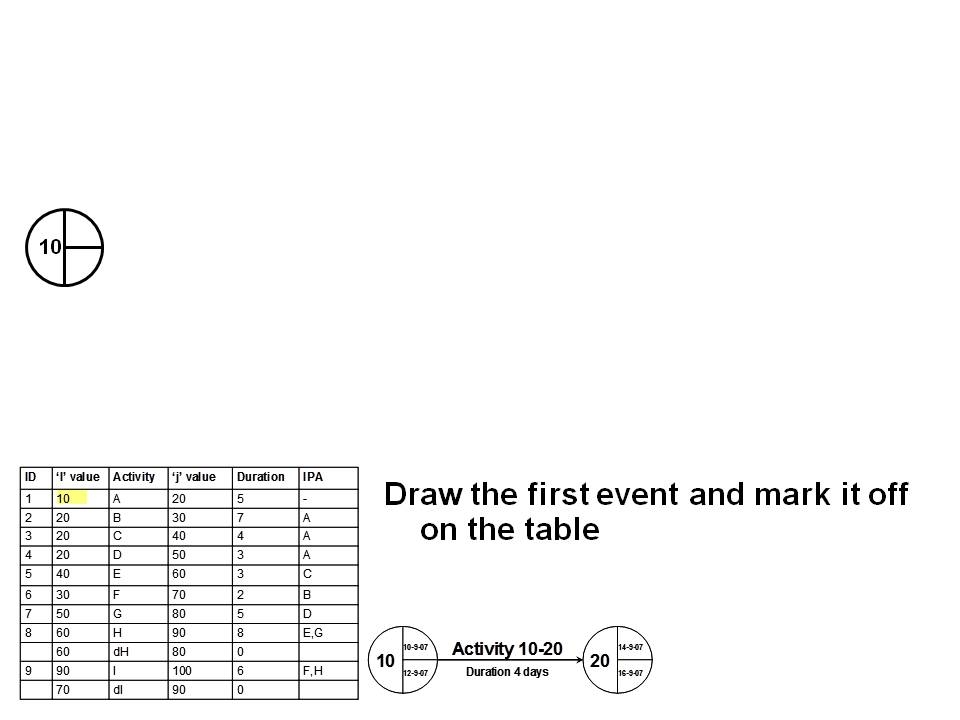 10
ID 'I' value Activity 'j' value Duration IPA
1 10 A 20 5 -
2 20 B 30 7 A
3 20 C 40 4 A
4 20 D 50 3 A
5 40 E 60 3 C
6 30 F 70 2 B
7 50 G 80 5 D
8 60 H 90 8 E,G
60 dH 80 0
9 90 I 100 6 F,H
70 dI 90 0
Draw the first event and mark it off
on the table
10
10-9-07
12-9-07
Activity 10-20
Duration 4 days
20
14-9-07
16-9-07